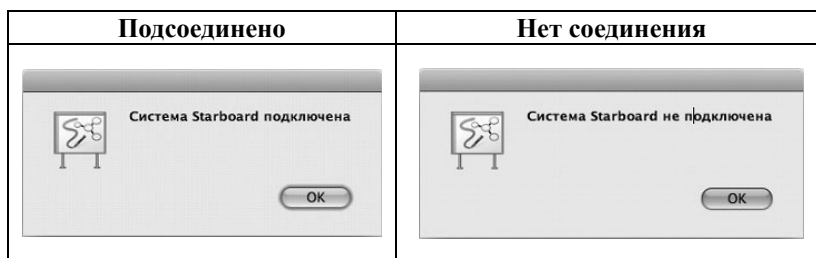 Подсоединено
Нет соединения
Система Starboard подключена
OK
Система Starboard не подключена
OK